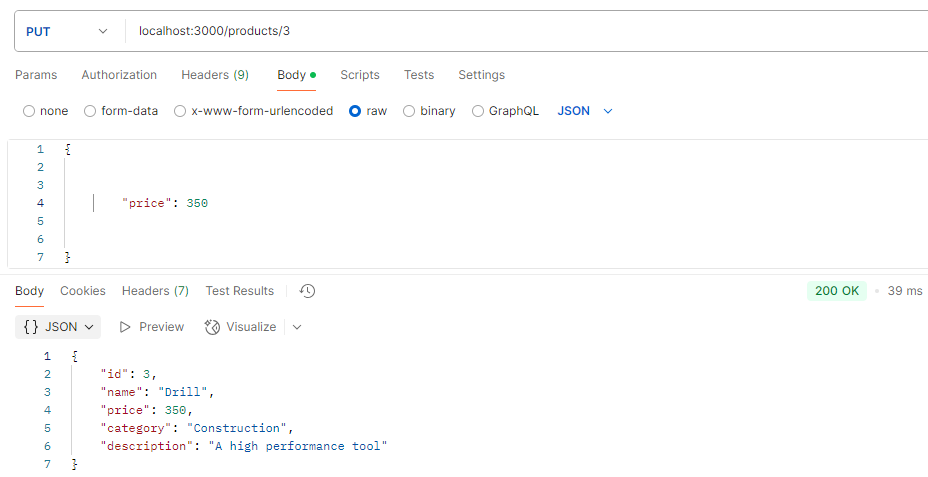 PUT localhost:3000/products/3
Params Authorization Headers (9) Body Scripts Tests Settings
none form-data x-www-form-urlencoded raw binary GraphQL JSON
1 {
2
3
4 "price": 350
5
6
7 }
Body Cookies Headers (7) Test Results 200 OK • 39 ms
{} JSON Preview Visualize
1 {
2 "id": 3,
3 "name": "Drill",
4 "price": 350,
5 "category": "Construction",
6 "description": "A high performance tool"
7 }